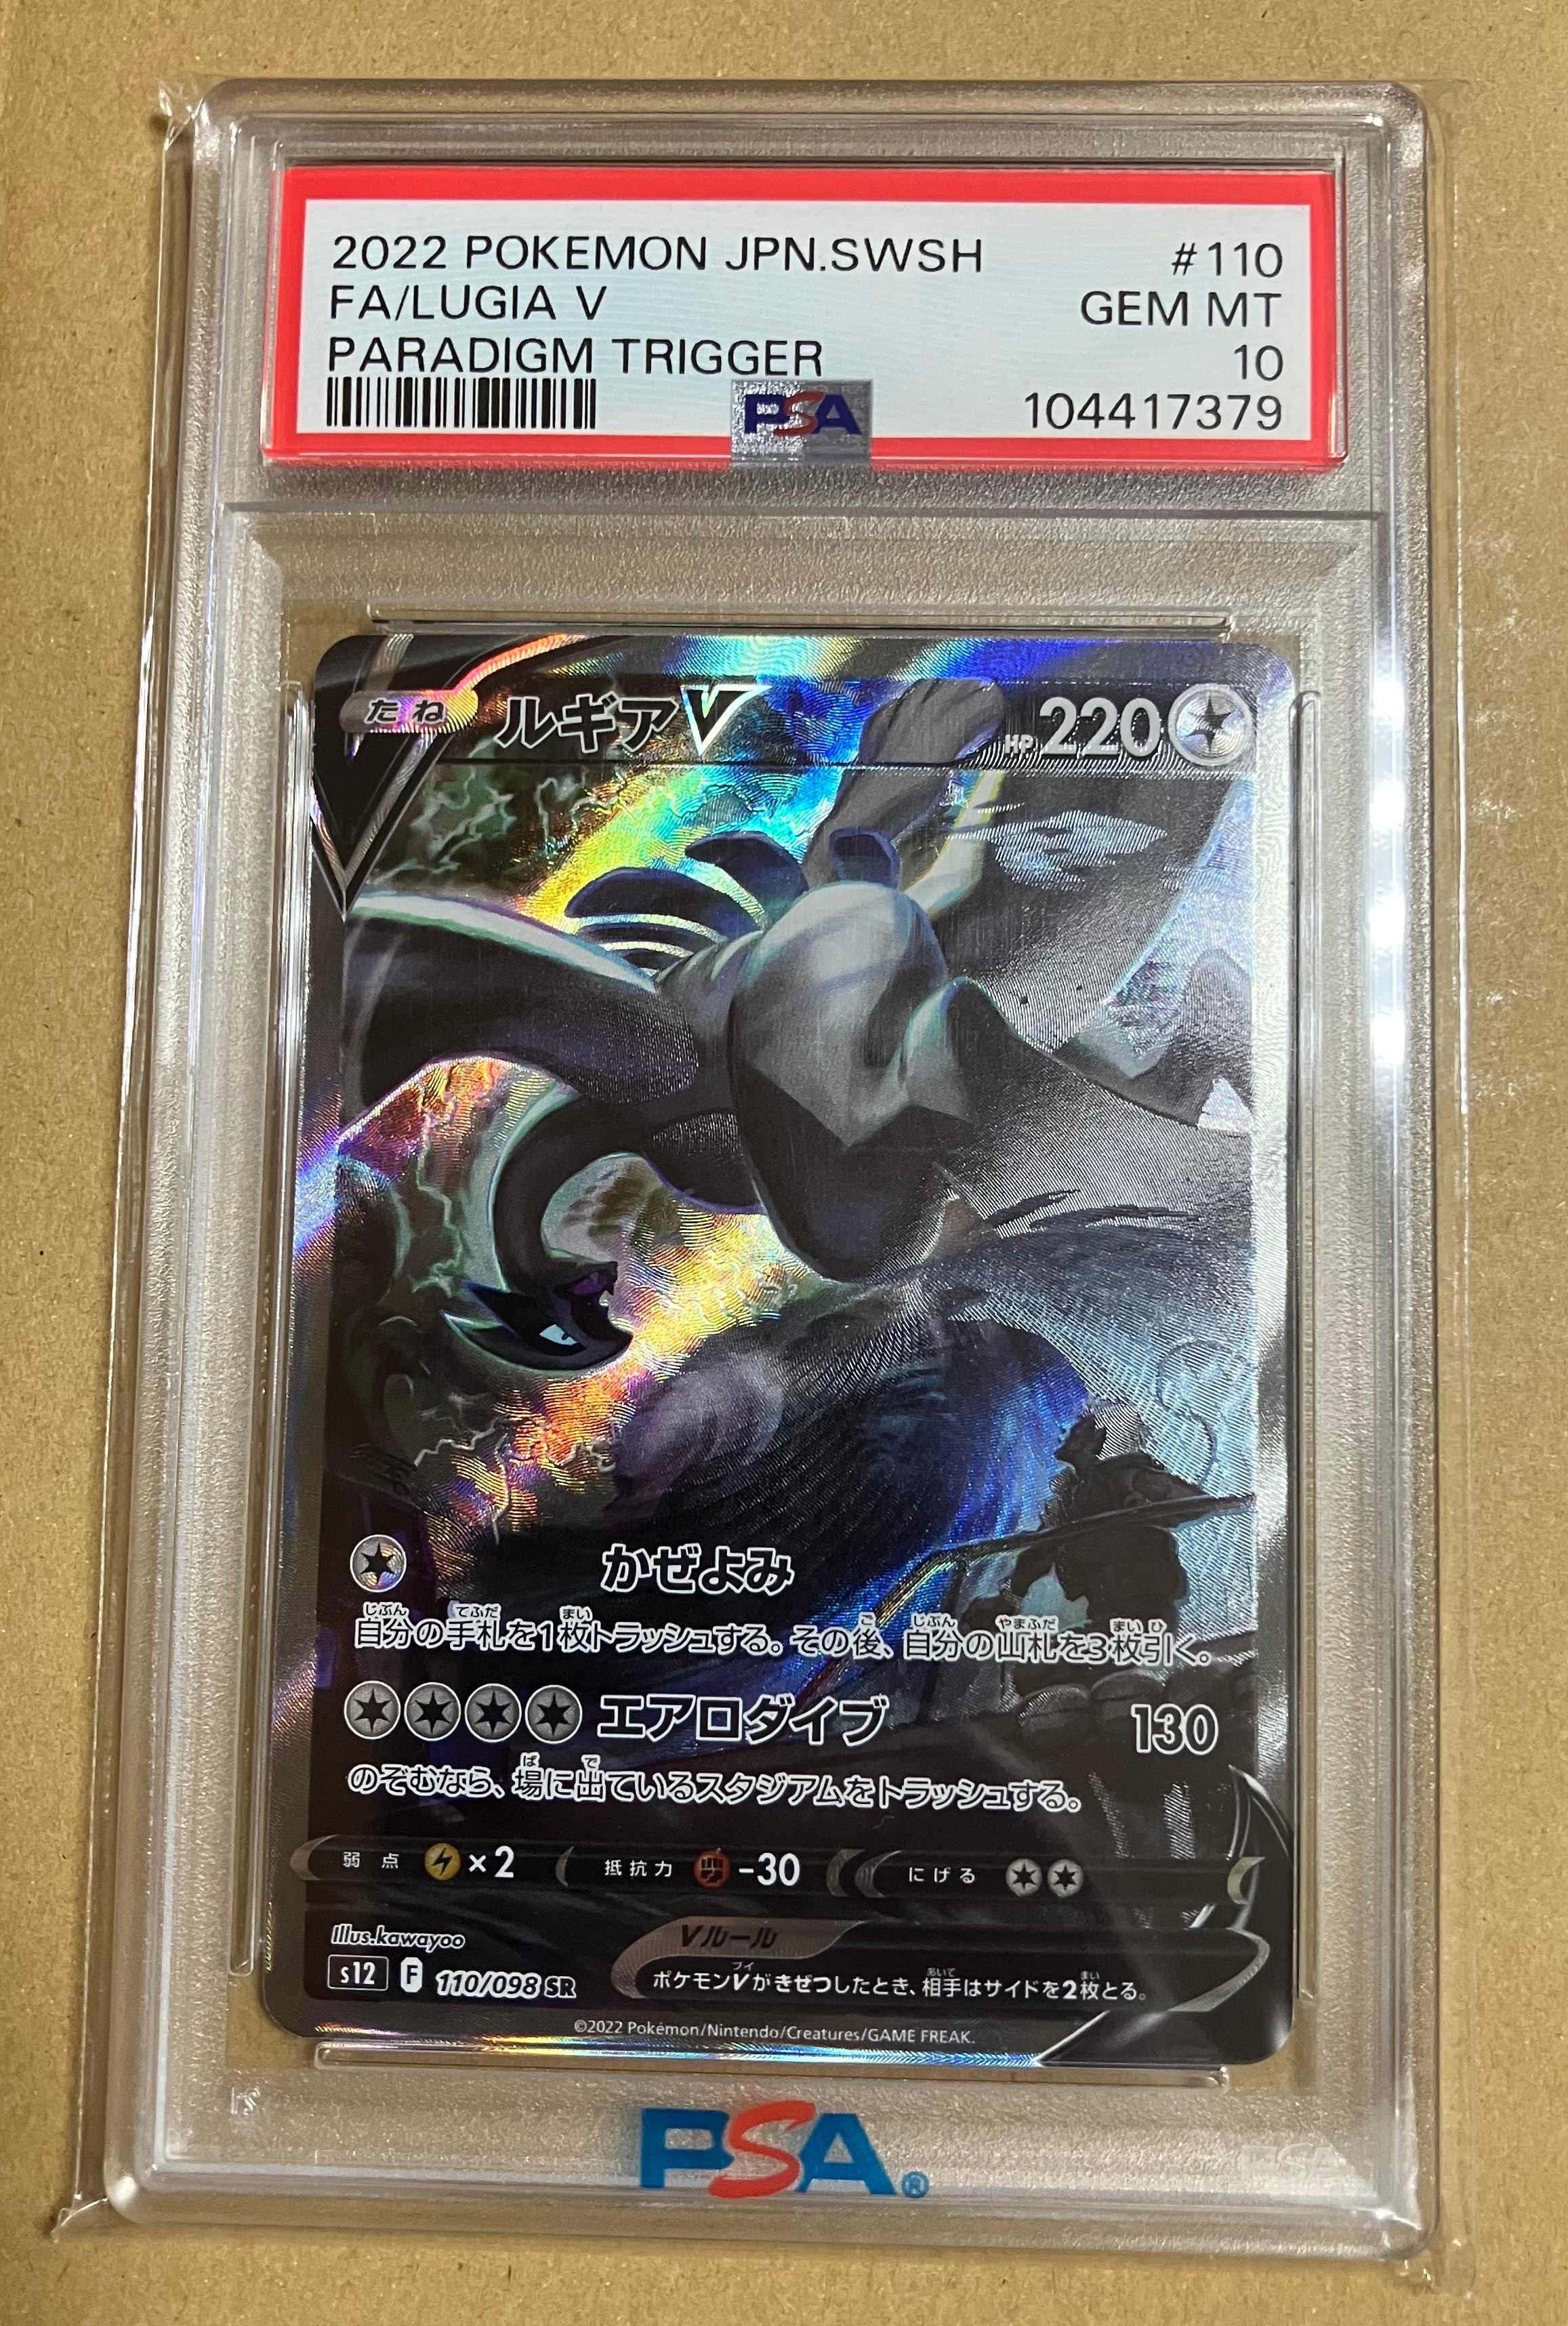 2022 POKEMON JPN.SWSH #110
FA/LUGIA V GEM MT
PARADIGM TRIGGER 10
PSA 104417379
たね ルギアV HP 220
かぜよみ
自分の手札を1枚トラッシュする。その後、自分の山札を3枚引く。
エアロダイブ 130
のぞむなら、場に出ているスタジアムをトラッシュする。
弱点 ×2 抵抗力 -30 にげる
Illus.kawayoo
Vルール
s12 F 110/098 SR
ポケモンVがきぜつしたとき、相手はサイドを2枚とる。
©2022 Pokémon/Nintendo/Creatures/GAME FREAK.
PSA®